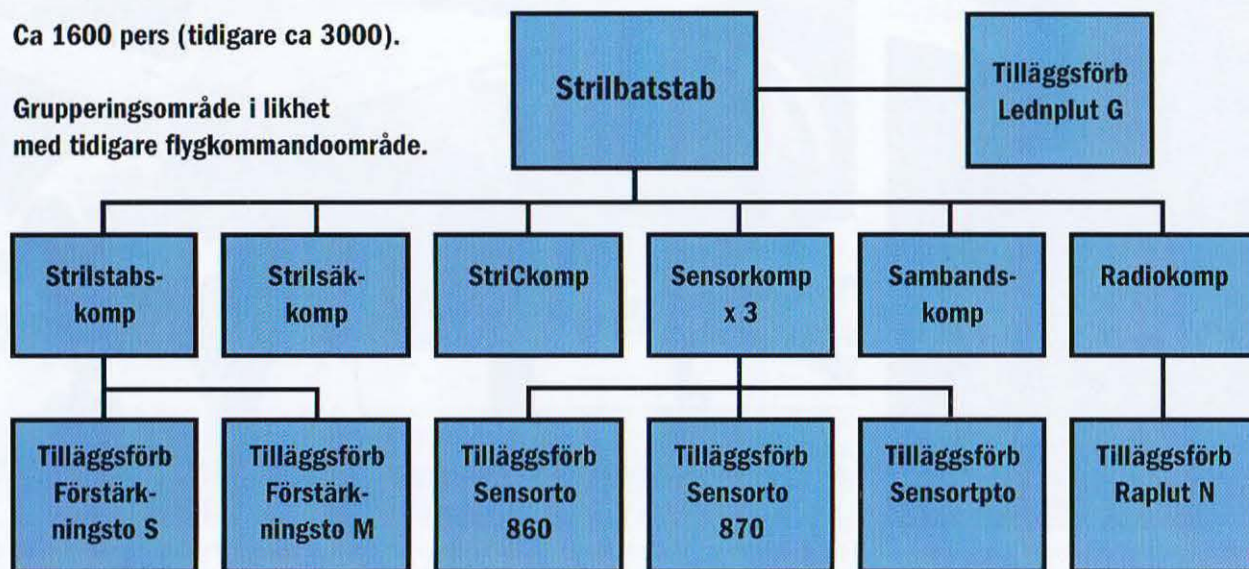 Ca 1600 pers (tidigare ca 3000).
Grupperingsområde i likhet
med tidigare flygkommandoområde.
Strilbatstab
Tilläggsförb
Lednplut G
Strilstabs-
komp
Strilsäk-
komp
StriCkomp
Sensorkomp
x 3
Sambands-
komp
Radiokomp
Tilläggsförb
Förstärk-
ningsto S
Tilläggsförb
Förstärk-
ningsto M
Tilläggsförb
Sensorto
860
Tilläggsförb
Sensorto
870
Tilläggsförb
Sensortpto
Tilläggsförb
Raplut N